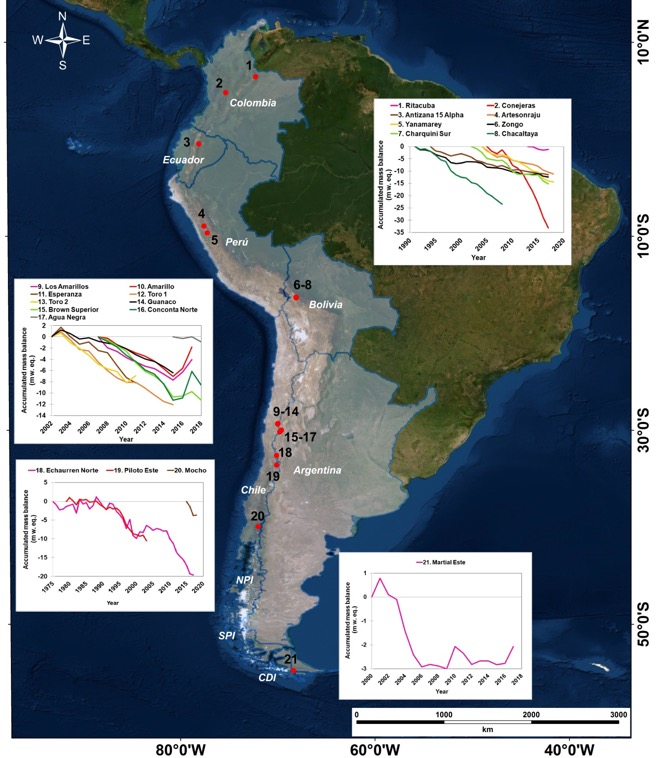 N
W E
S
10°0'N
1
2
Colombia
3
Ecuador
4
5
Perú
10°0'S
6-8
Bolivia
1. Ritacuba 2. Conejeras
3. Antizana 15 Alpha 4. Artesonraju
5. Yanamarey 6. Zongo
7. Charquini Sur 8. Chacaltaya
Accumulated mass balance
(m w. eq.)
0
-5
-10
-15
-20
-25
-30
-35
1990 1995 2000 2005 2010 2015 2020
Year
9. Los Amarillos 10. Amarillo
11. Esperanza 12. Toro 1
13. Toro 2 14. Guanaco
15. Brown Superior 16. Conconta Norte
17. Agua Negra
Accumulated mass balance
(m w. eq.)
2
0
-2
-4
-6
-8
-10
-12
-14
2002 2004 2006 2008 2010 2012 2014 2016 2018
Year
9-14
15-17
30°0'S
18
19
Argentina
Chile
20
18. Echaurren Norte 19. Piloto Este 20. Mocho
Accumulated mass balance
(m w. eq.)
5
0
-5
-10
-15
-20
1975 1980 1985 1990 1995 2000 2005 2010 2015 2020
Year
NPI
SPI
CDI
21
50°0'S
21. Martial Este
Accumulated mass balance
(m w. eq.)
1
0
-1
-2
-3
2000 2002 2004 2006 2008 2010 2012 2014 2016 2018
Year
0 1000 2000 3000
km
80°0'W 60°0'W 40°0'W